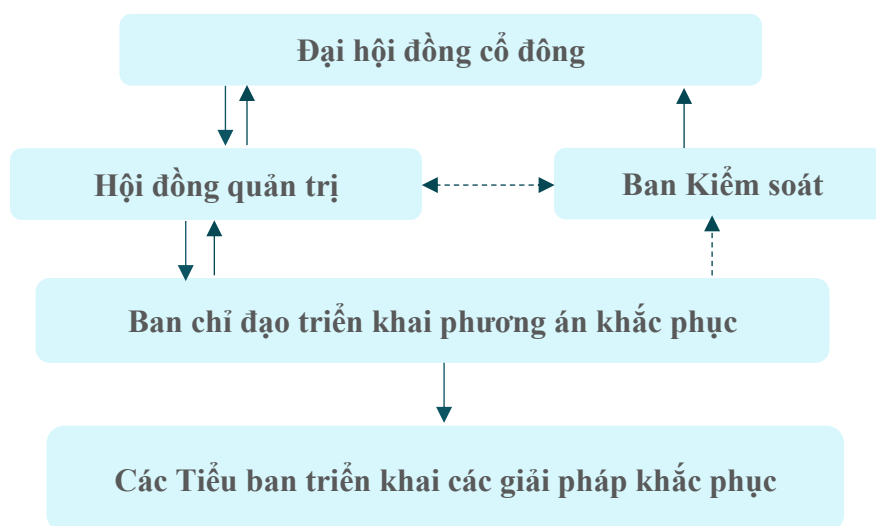 Đại hội đồng cổ đông
Hội đồng quản trị
Ban Kiểm soát
Ban chỉ đạo triển khai phương án khắc phục
Các Tiểu ban triển khai các giải pháp khắc phục